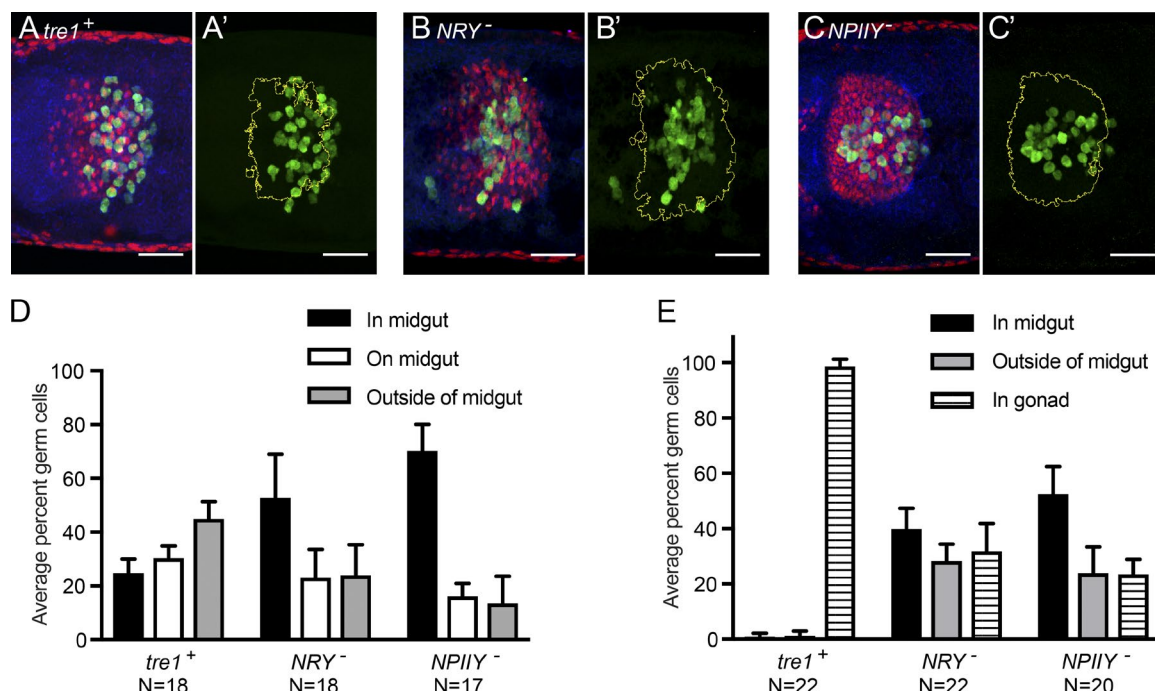 A tre1+ A' B NRY- B' C NPIIY- C'
D
In midgut
On midgut
Outside of midgut
Average percent germ cells
100
80
60
40
20
0
tre1+ NRY- NPIIY-
N=18 N=18 N=17
E
In midgut
Outside of midgut
In gonad
Average percent germ cells
100
80
60
40
20
0
tre1+ NRY- NPIIY-
N=22 N=22 N=20